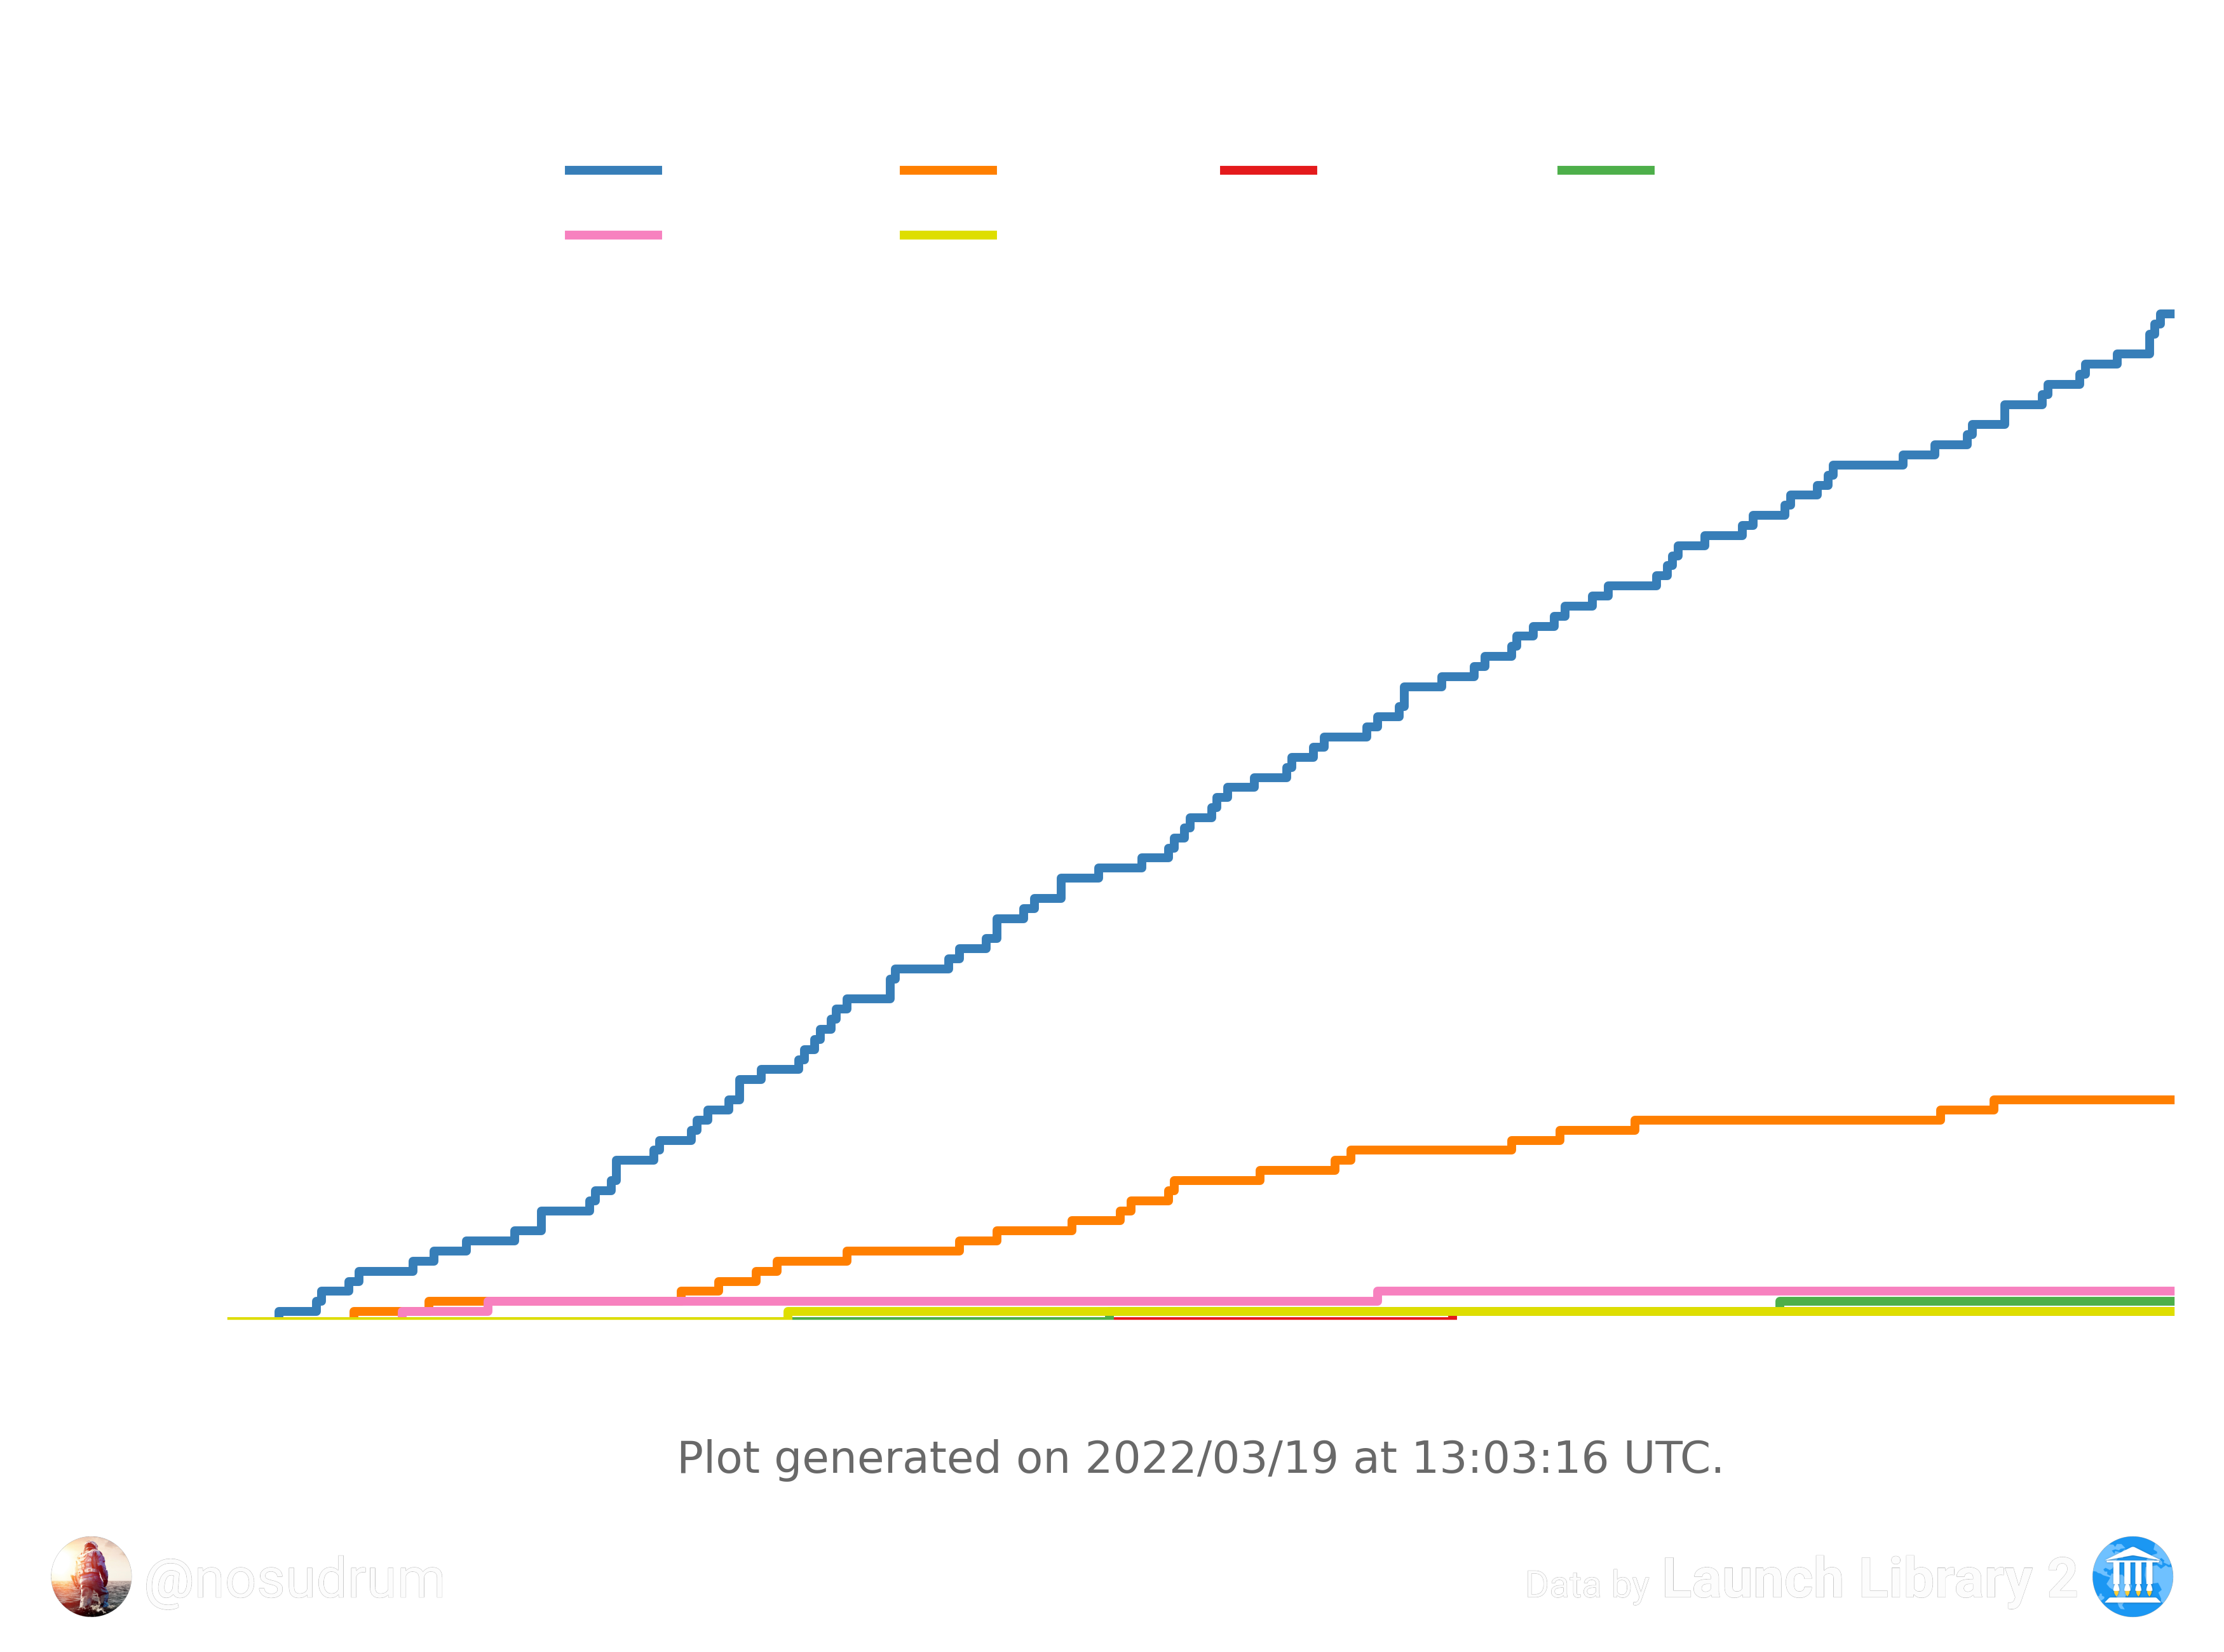 Plot generated on 2022/03/19 at 13:03:16 UTC.
@nosudrum
Data by Launch Library 2